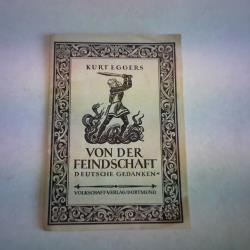 KURT EGGERS
VON DER
FEINDSCHAFT
DEUTSCHE GEDANKEN
VOLKSCHAFT-VERLAG/DORTMUND